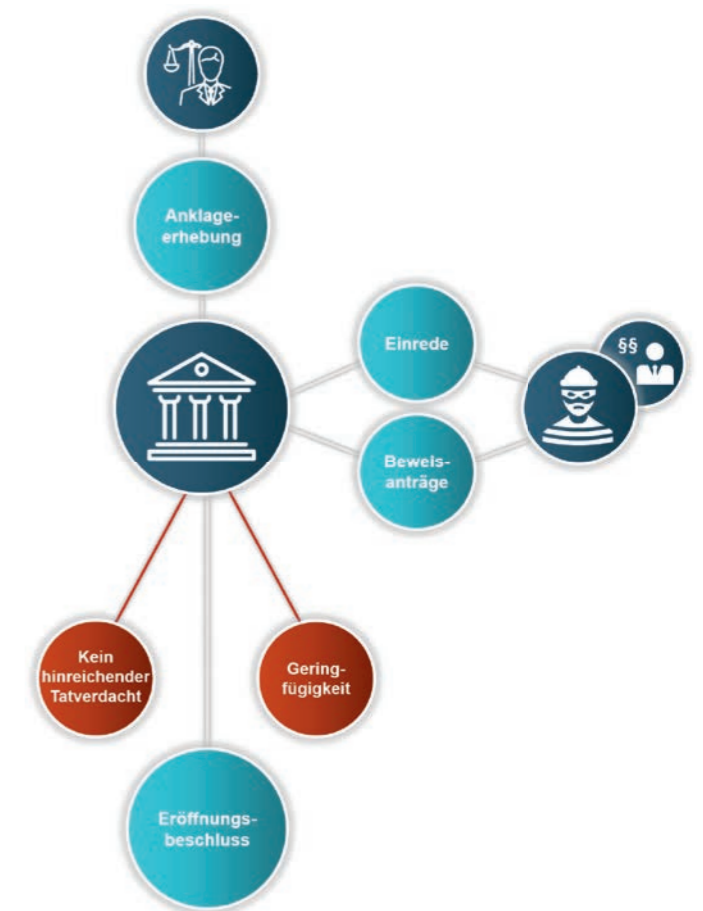 Anklage-
erhebung
Einrede
§§
Beweis-
anträge
Kein
hinreichender
Tatverdacht
Gering-
fügigkeit
Eröffnungs-
beschluss